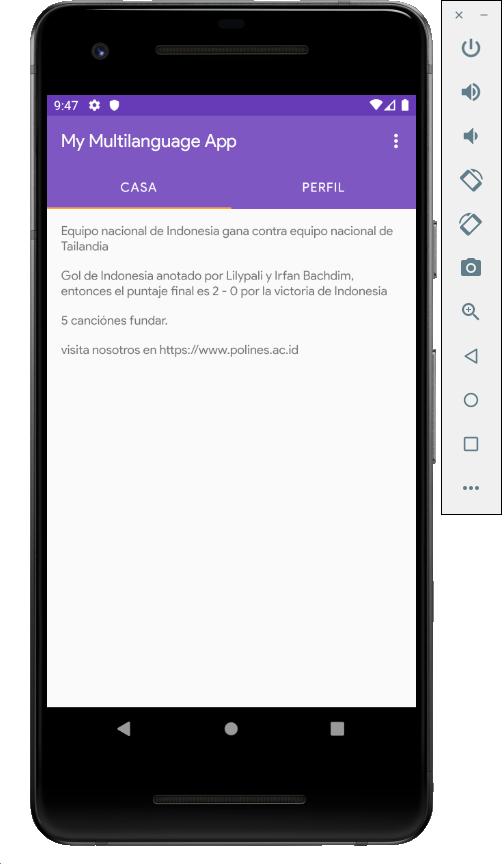 9:47
My Multilanguage App
CASA
PERFIL
Equipo nacional de Indonesia gana contra equipo nacional de
Tailandia
Gol de Indonesia anotado por Lilypali y Irfan Bachdim,
entonces el puntaje final es 2 - 0 por la victoria de Indonesia
5 canciónes fundar.
visita nosotros en https://www.polines.ac.id